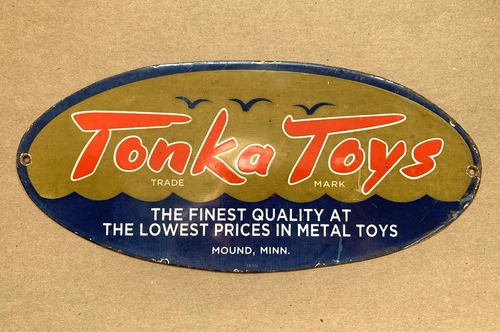 Tonka Toys
TRADE MARK
THE FINEST QUALITY AT
THE LOWEST PRICES IN METAL TOYS
MOUND, MINN.